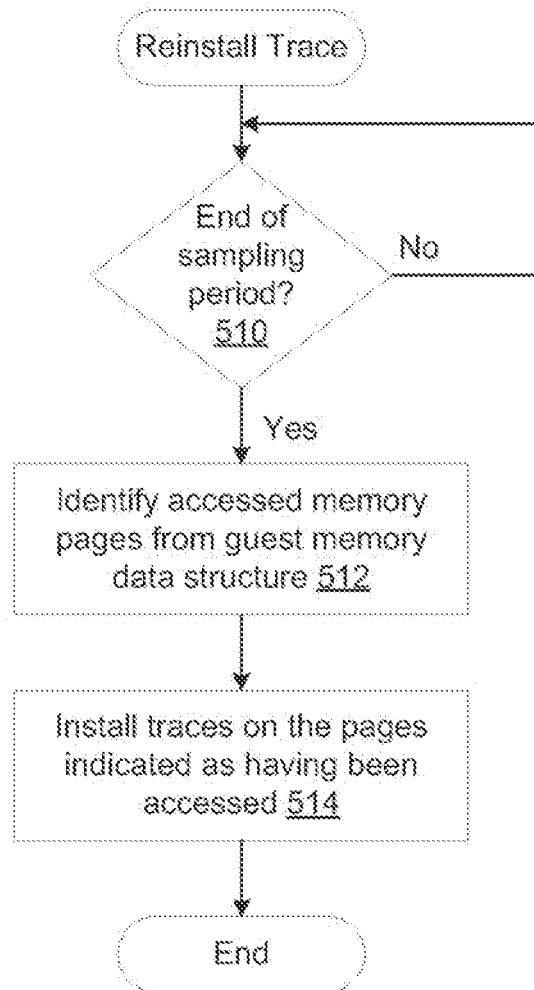 Reinstall Trace
End of
sampling
period?
510
No
Yes
Identify accessed memory
pages from guest memory
data structure 512
Install traces on the pages
indicated as having been
accessed 514
End